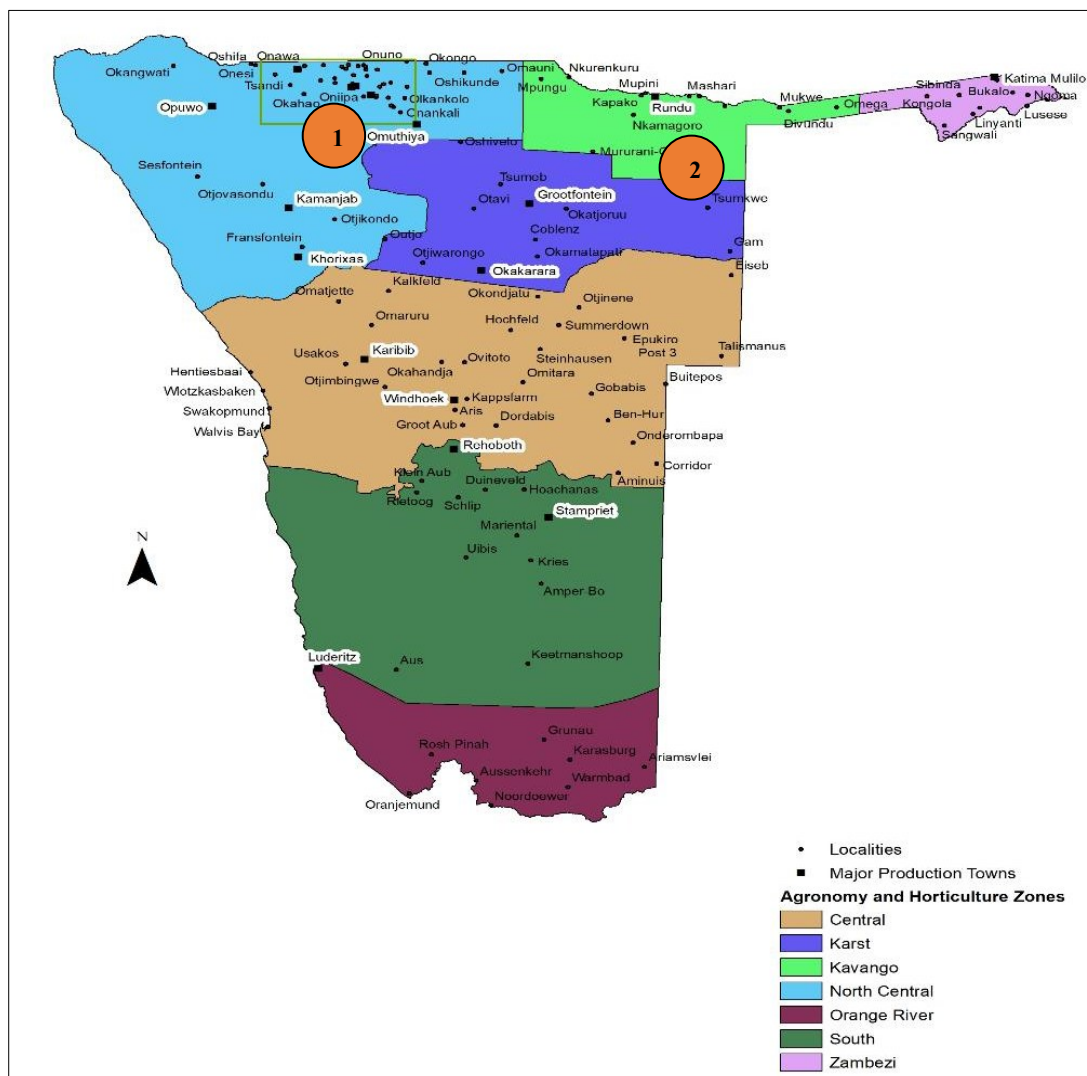 Oshifa
Onawa
Onuno
Okongo
Okangwati
Onesi
Omauni
Nkurenkuru
Oshikunde
Mpungu
Tsandi
Opuwo
Okahao
Oniipa
Olkankolo
Onankali
Omuthiya
1
Mupini
Mashari
Kapako
Rundu
Nkamagoro
Mukwe
Divundu
Omega
Sibinda
Katima Mulilo
Bukalo
Ngoma
Kongola
Lusese
Linyanti
Sangwali
Oshivelo
2
Sesfontein
Otjovasondu
Kamanjab
Otjikondo
Fransfontein
Outjo
Khorixas
Tsumeb
Otavi
Grootfontein
Okatjoruu
Tsumkwe
Coblenz
Otjiwarongo
Okamatapati
Okakarara
Gam
Eiseb
Kalkfeld
Omatjette
Okondjatu
Otjinene
Omaruru
Hochfeld
Summerdown
Epukiro
Post 3
Talismanus
Usakos
Karibib
Ovitoto
Steinhausen
Hentiesbaai
Otjimbingwe
Okahandja
Omitara
Buitepos
Wlotzkasbaken
Windhoek
Kappsfarm
Gobabis
Swakopmund
Aris
Dordabis
Ben-Hur
Walvis Bay
Groot Aub
Onderombapa
Rehoboth
Corridor
Klein Aub
Aminuis
Duineveld
Hoachanas
Rietoog
Schlip
Stampriet
Mariental
N
Uibis
Kries
Amper Bo
Luderitz
Aus
Keetmanshoop
Grunau
Rosh Pinah
Karasburg
Ariamsvlei
Aussenkehr
Warmbad
Oranjemund
Noordoewer
Localities
Major Production Towns
Agronomy and Horticulture Zones
Central
Karst
Kavango
North Central
Orange River
South
Zambezi